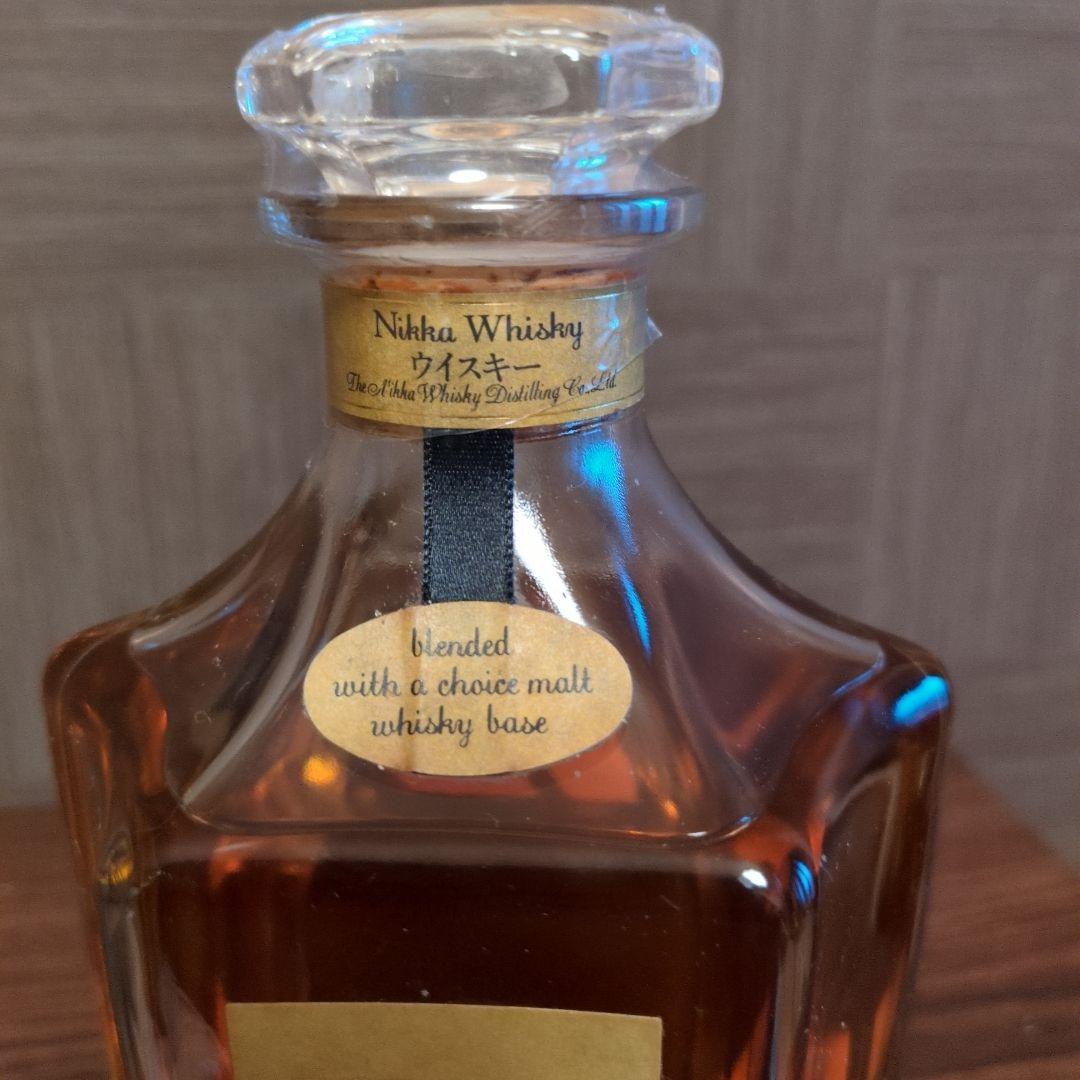 Nikka Whisky
ウイスキー
The Nikka Whisky Distilling Co., Ltd.
blended
with a choice malt
whisky base